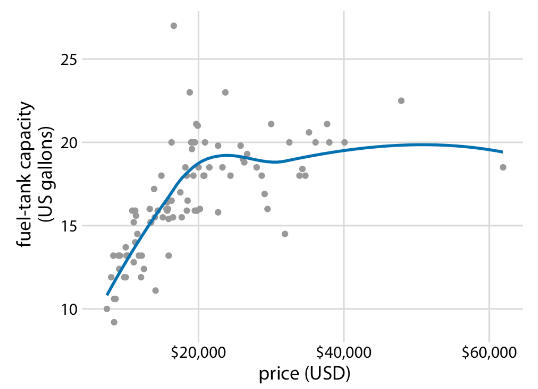 25
20
15
10
fuel-tank capacity
(US gallons)
$20,000
$40,000
$60,000
price (USD)